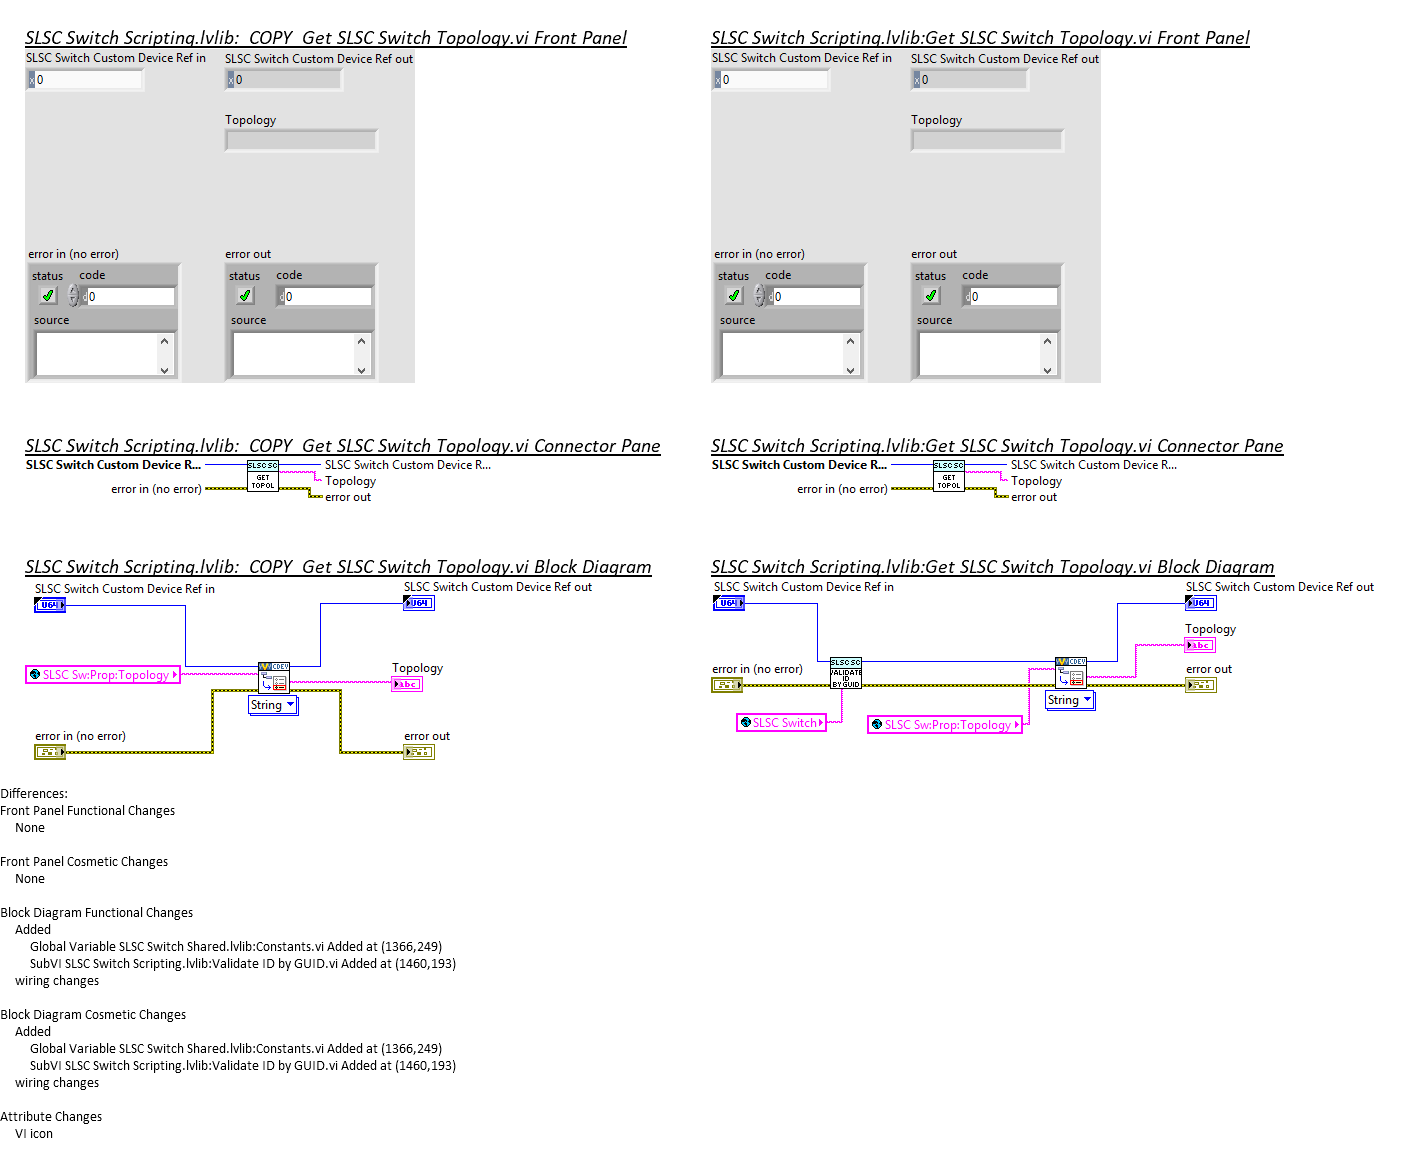 SLSC Switch Scripting.lvlib:  COPY  Get SLSC Switch Topology.vi Front Panel
SLSC Switch Custom Device Ref in
SLSC Switch Custom Device Ref out
x 0
x 0
Topology
error in (no error)
error out
status
code
status
code
d 0
d 0
source
source
SLSC Switch Scripting.lvlib:Get SLSC Switch Topology.vi Front Panel
SLSC Switch Custom Device Ref in
SLSC Switch Custom Device Ref out
x 0
x 0
Topology
error in (no error)
error out
status
code
status
code
d 0
d 0
source
source
SLSC Switch Scripting.lvlib:  COPY  Get SLSC Switch Topology.vi Connector Pane
SLSC Switch Custom Device R...
SLSC SC
SLSC Switch Custom Device R...
GET
TOPOL
Topology
error in (no error)
error out
SLSC Switch Scripting.lvlib:Get SLSC Switch Topology.vi Connector Pane
SLSC Switch Custom Device R...
SLSC SC
SLSC Switch Custom Device R...
GET
TOPOL
Topology
error in (no error)
error out
SLSC Switch Scripting.lvlib:  COPY  Get SLSC Switch Topology.vi Block Diagram
SLSC Switch Custom Device Ref in
SLSC Switch Custom Device Ref out
U64
U64
CDEV
Topology
SLSC Sw:Prop:Topology
abc
String
error in (no error)
error out
SLSC Switch Scripting.lvlib:Get SLSC Switch Topology.vi Block Diagram
SLSC Switch Custom Device Ref in
SLSC Switch Custom Device Ref out
U64
U64
Topology
abc
SLSC SC
VALIDATE
ID
BY GUID
CDEV
error in (no error)
error out
String
SLSC Switch
SLSC Sw:Prop:Topology
Differences:
Front Panel Functional Changes
None
Front Panel Cosmetic Changes
None
Block Diagram Functional Changes
Added
Global Variable SLSC Switch Shared.lvlib:Constants.vi Added at (1366,249)
SubVI SLSC Switch Scripting.lvlib:Validate ID by GUID.vi Added at (1460,193)
wiring changes
Block Diagram Cosmetic Changes
Added
Global Variable SLSC Switch Shared.lvlib:Constants.vi Added at (1366,249)
SubVI SLSC Switch Scripting.lvlib:Validate ID by GUID.vi Added at (1460,193)
wiring changes
Attribute Changes
VI icon